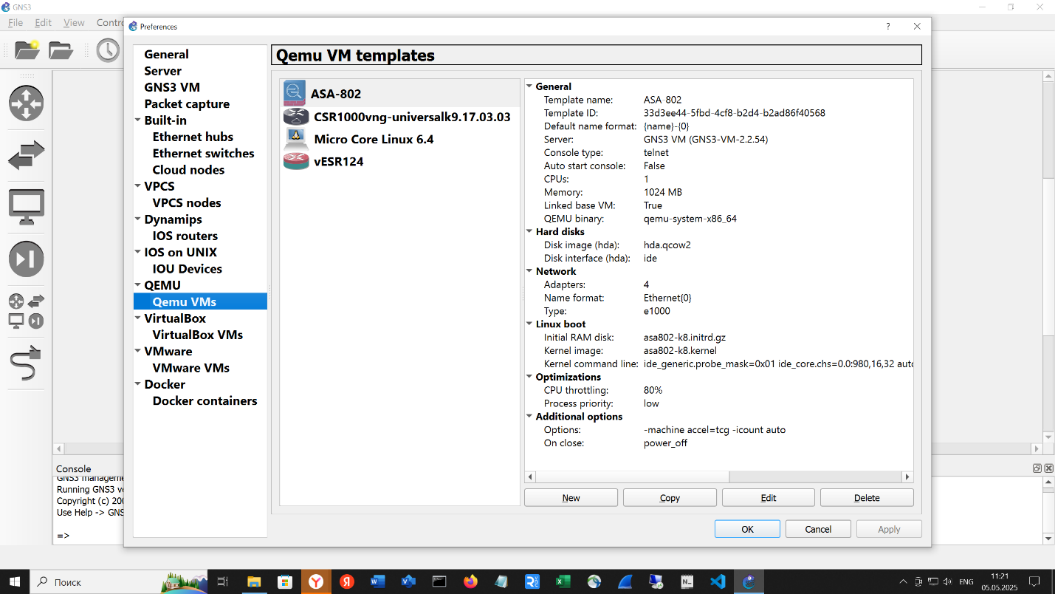 GNS3
File Edit View Contro
Preferences
General
Server
GNS3 VM
Packet capture
Built-in
Ethernet hubs
Ethernet switches
Cloud nodes
VPCS
VPCS nodes
Dynamips
IOS routers
IOS on UNIX
IOU Devices
QEMU
Qemu VMs
VirtualBox
VirtualBox VMs
VMware
VMware VMs
Docker
Docker containers
Qemu VM templates
ASA-802
CSR1000vng-universalk9.17.03.03
Micro Core Linux 6.4
vESR124
General
Template name: ASA-802
Template ID: 33d3ee44-5fbd-4cf8-b2d4-b2ad86f40568
Default name format: {name}-{0}
Server: GNS3 VM (GNS3-VM-2.2.54)
Console type: telnet
Auto start console: False
CPUs: 1
Memory: 1024 MB
Linked base VM: True
QEMU binary: qemu-system-x86_64
Hard disks
Disk image (hda): hda.qcow2
Disk interface (hda): ide
Network
Adapters: 4
Name format: Ethernet{0}
Type: e1000
Linux boot
Initial RAM disk: asa802-k8.initrd.gz
Kernel image: asa802-k8.kernel
Kernel command line: ide_generic.probe_mask=0x01 ide_core.chs=0.0:980,16,32 auto
Optimizations
CPU throttling: 80%
Process priority: low
Additional options
Options: -machine accel=tcg -icount auto
On close: power_off
New Copy Edit Delete
OK Cancel Apply
Console
GNS3 manageme
Running GNS3 ve
Copyright (c) 200
Use Help -> GNS
=>
Поиск
ENG
11:21
05.05.2025